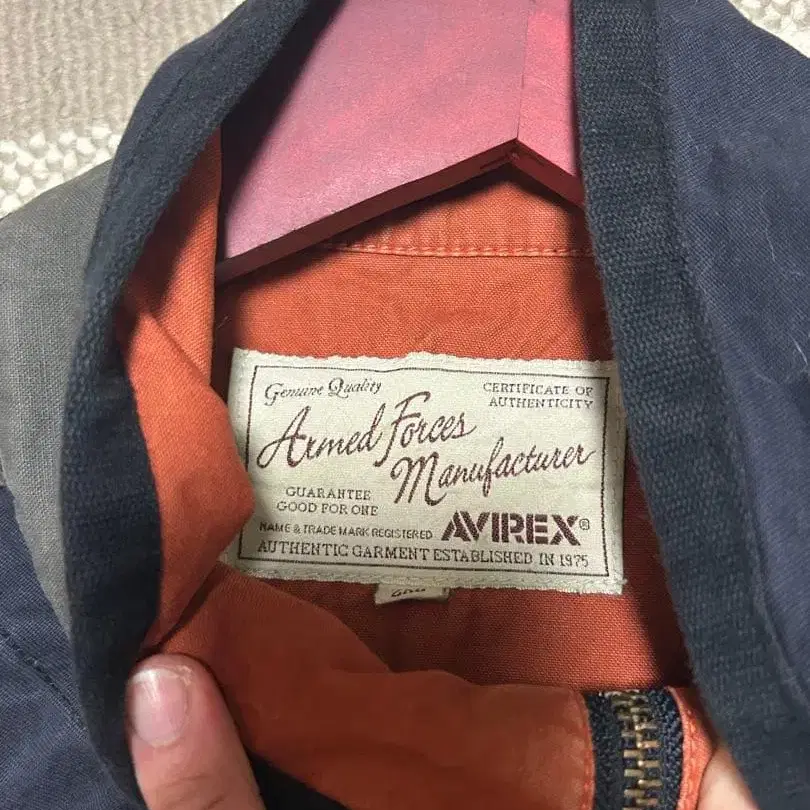 Genuine Quality
CERTIFICATE OF
AUTHENTICITY
Armed Forces
Manufacturer
GUARANTEE
GOOD FOR ONE
NAME & TRADE MARK REGISTERED AVIREX®
AUTHENTIC GARMENT ESTABLISHED IN 1975